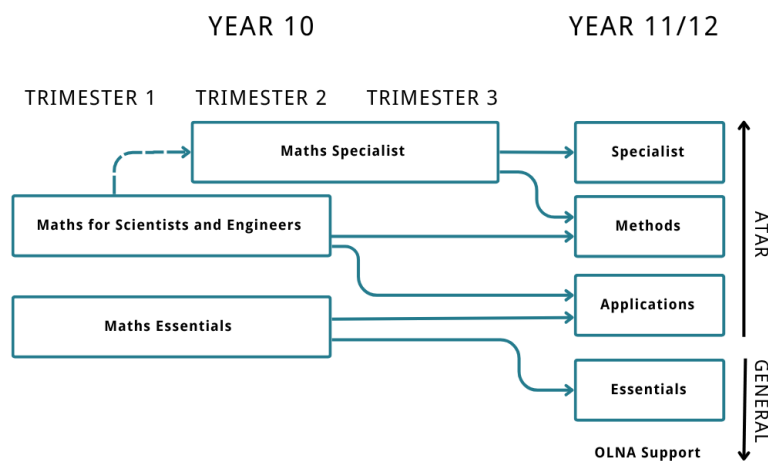 YEAR 10
YEAR 11/12
TRIMESTER 1
TRIMESTER 2
TRIMESTER 3
Maths Specialist
Specialist
Maths for Scientists and Engineers
Methods
ATAR
Applications
Maths Essentials
Essentials
GENERAL
OLNA Support